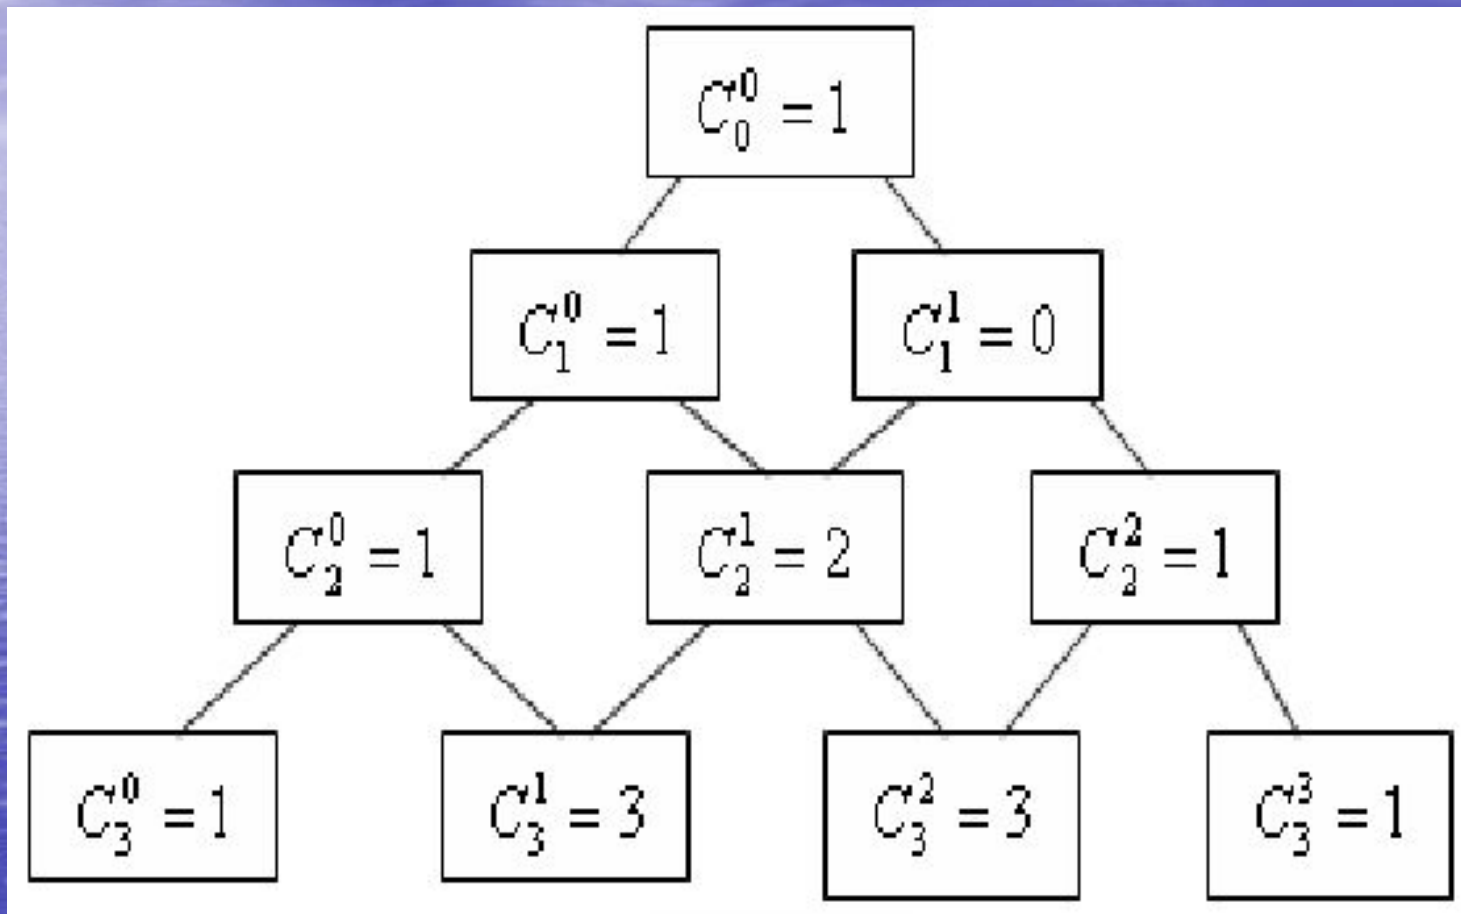 C_0^0 = 1
C_1^0 = 1 C_1^1 = 0
C_2^0 = 1 C_2^1 = 2 C_2^2 = 1
C_3^0 = 1 C_3^1 = 3 C_3^2 = 3 C_3^3 = 1